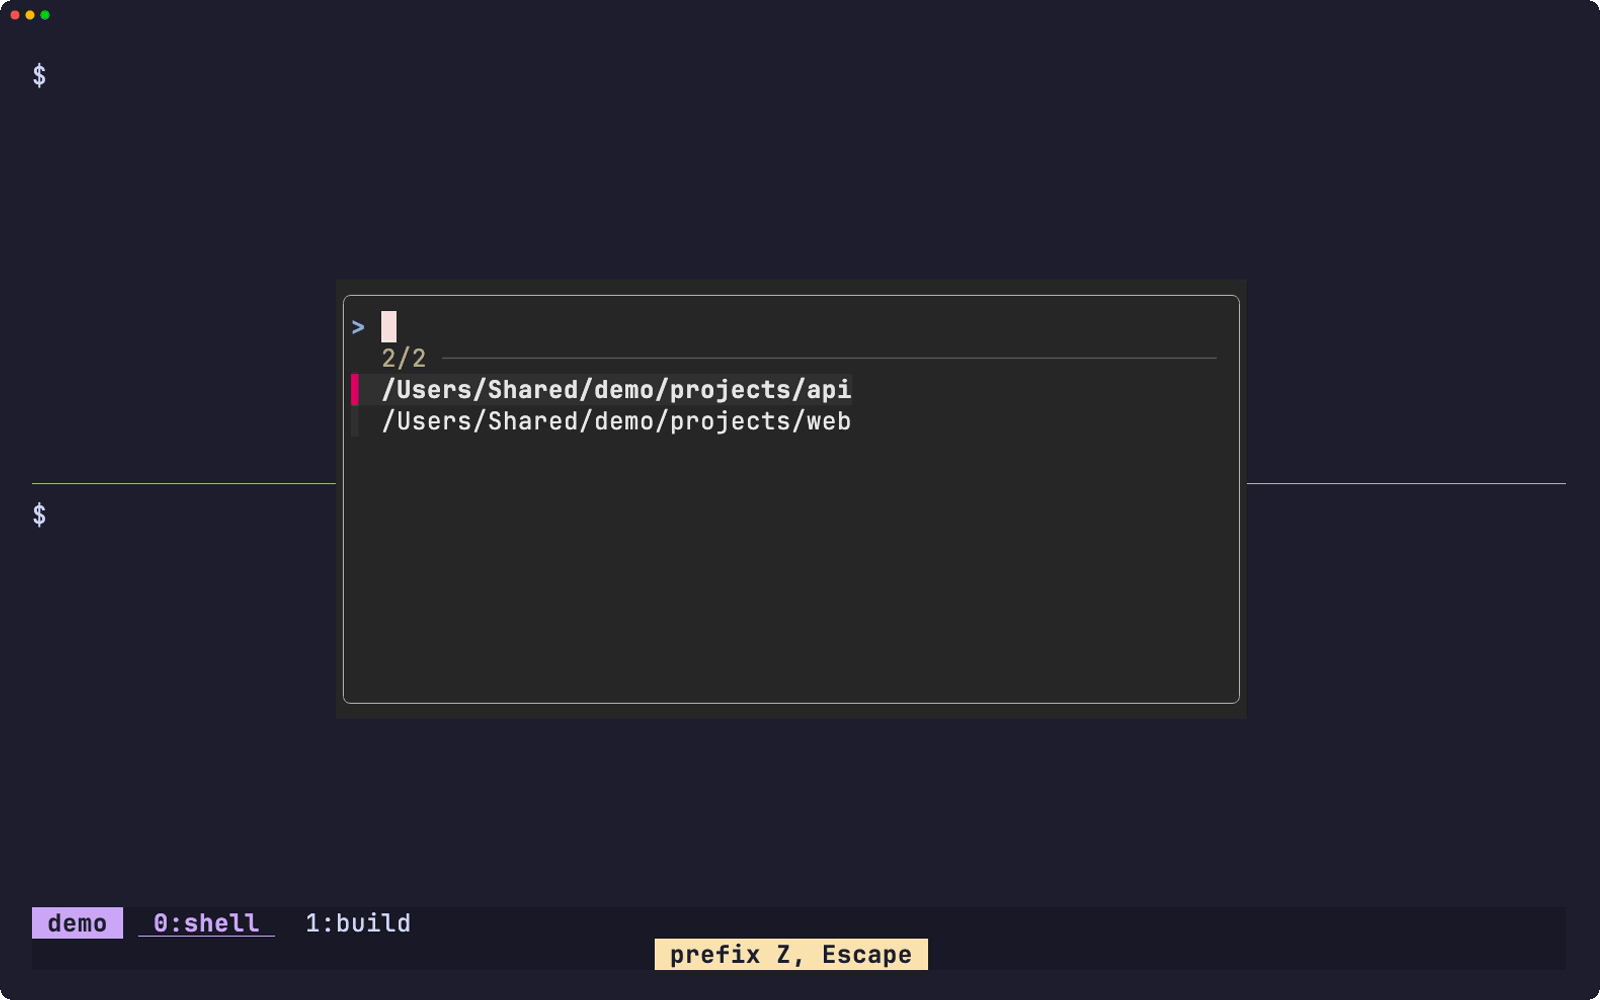 $
>
2/2
/Users/Shared/demo/projects/api
/Users/Shared/demo/projects/web
$
demo 0:shell 1:build
prefix Z, Escape